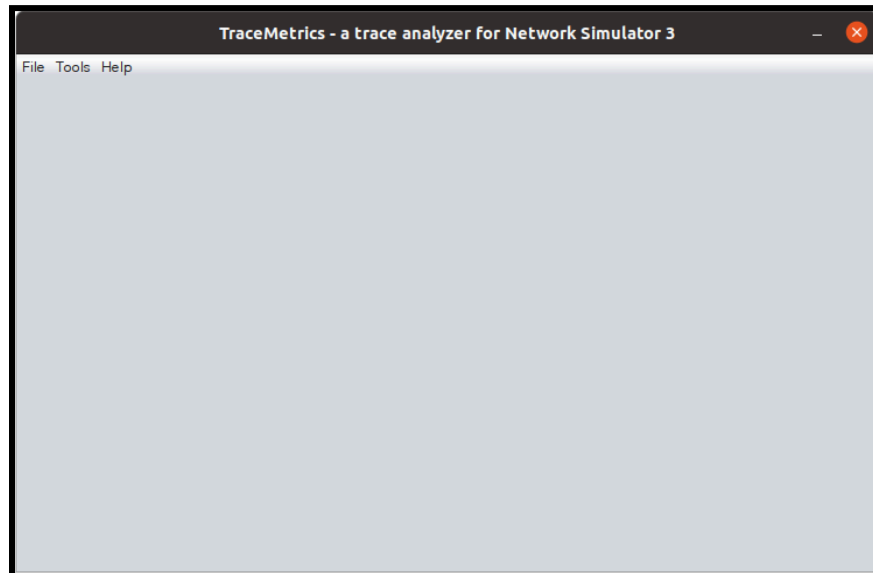 TraceMetrics - a trace analyzer for Network Simulator 3
File Tools Help